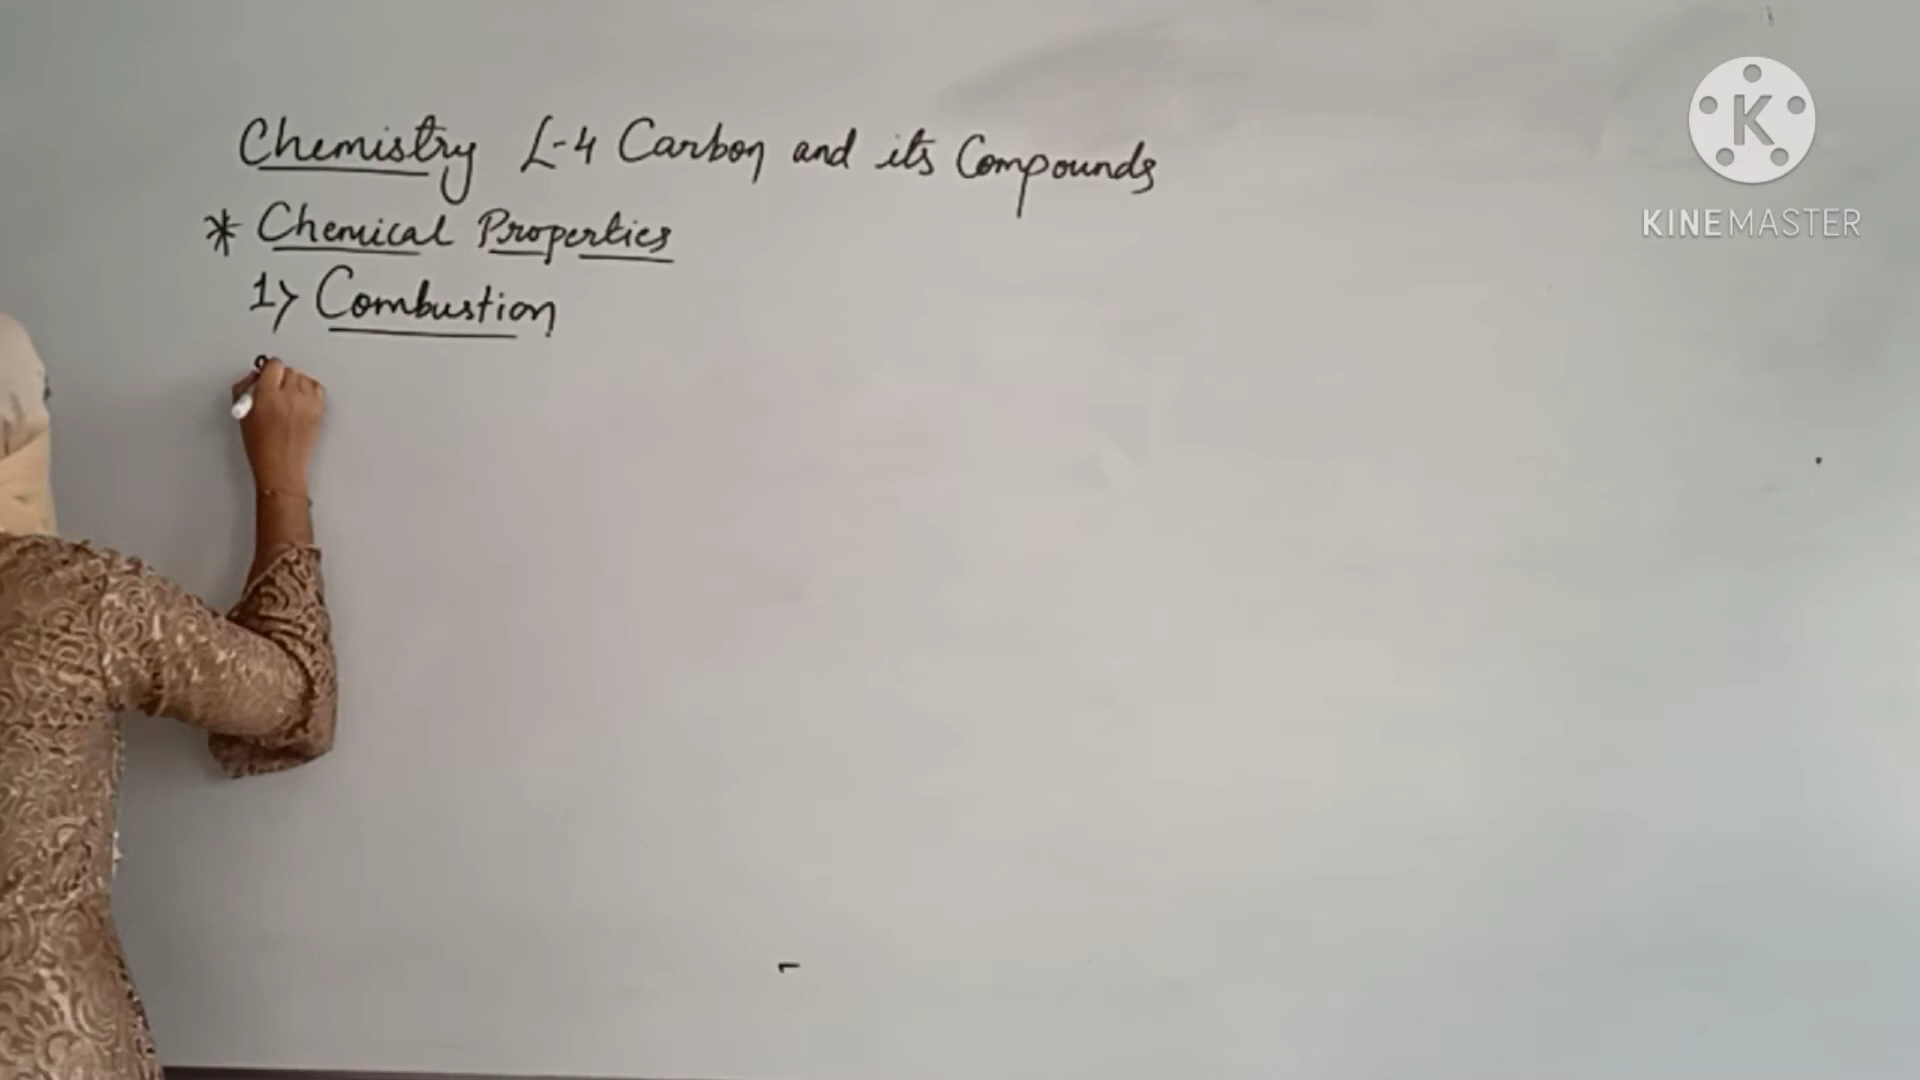 Chemistry L-4 Carbon and its Compounds
* Chemical Properties
1) Combustion
K
KINEMASTER